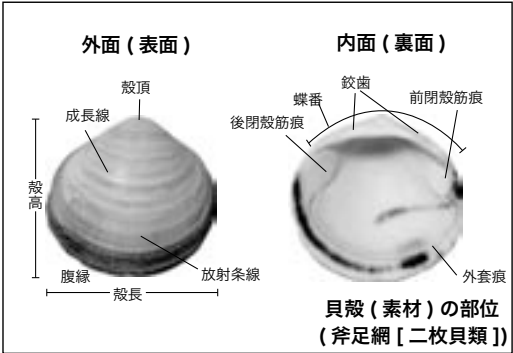 外面 ( 表面 )
殻頂
成長線
殻高
腹縁
放射条線
殻長
内面 ( 裏面 )
鉸歯
蝶番
前閉殻筋痕
後閉殻筋痕
外套痕
貝殻 ( 素材 ) の部位
( 斧足網 [ 二枚貝類 ])